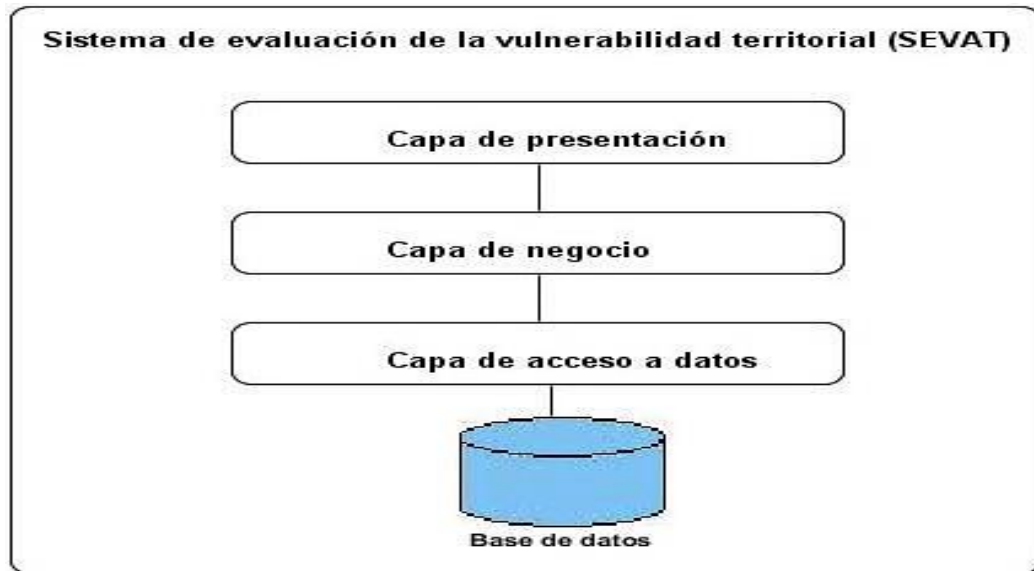 Sistema de evaluación de la vulnerabilidad territorial (SEVAT)
Capa de presentación
Capa de negocio
Capa de acceso a datos
Base de datos